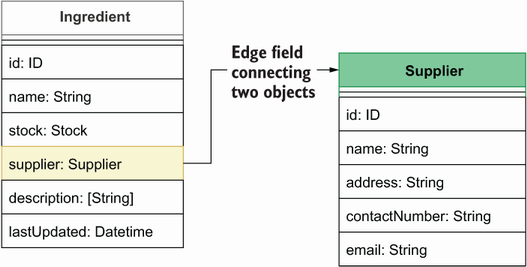 Ingredient
id: ID
name: String
stock: Stock
supplier: Supplier
description: [String]
lastUpdated: Datetime
Edge field
connecting
two objects
Supplier
id: ID
name: String
address: String
contactNumber: String
email: String